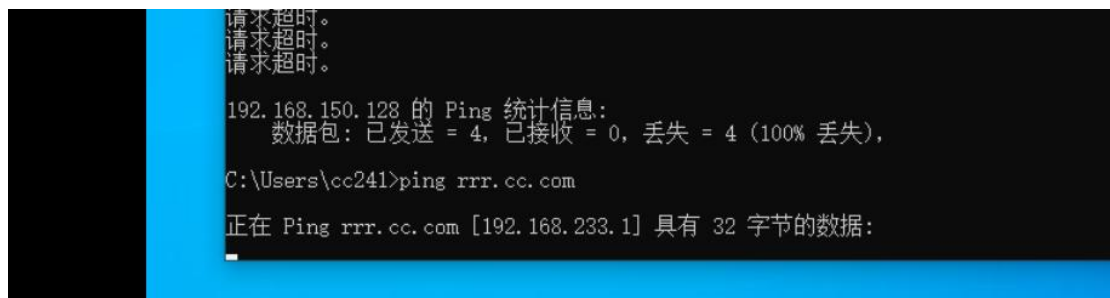 请求超时。
请求超时。
请求超时。
192.168.150.128 的 Ping 统计信息:
数据包: 已发送 = 4, 已接收 = 0, 丢失 = 4 (100% 丢失),
C:\Users\cc241>ping rrr.cc.com
正在 Ping rrr.cc.com [192.168.233.1] 具有 32 字节的数据: